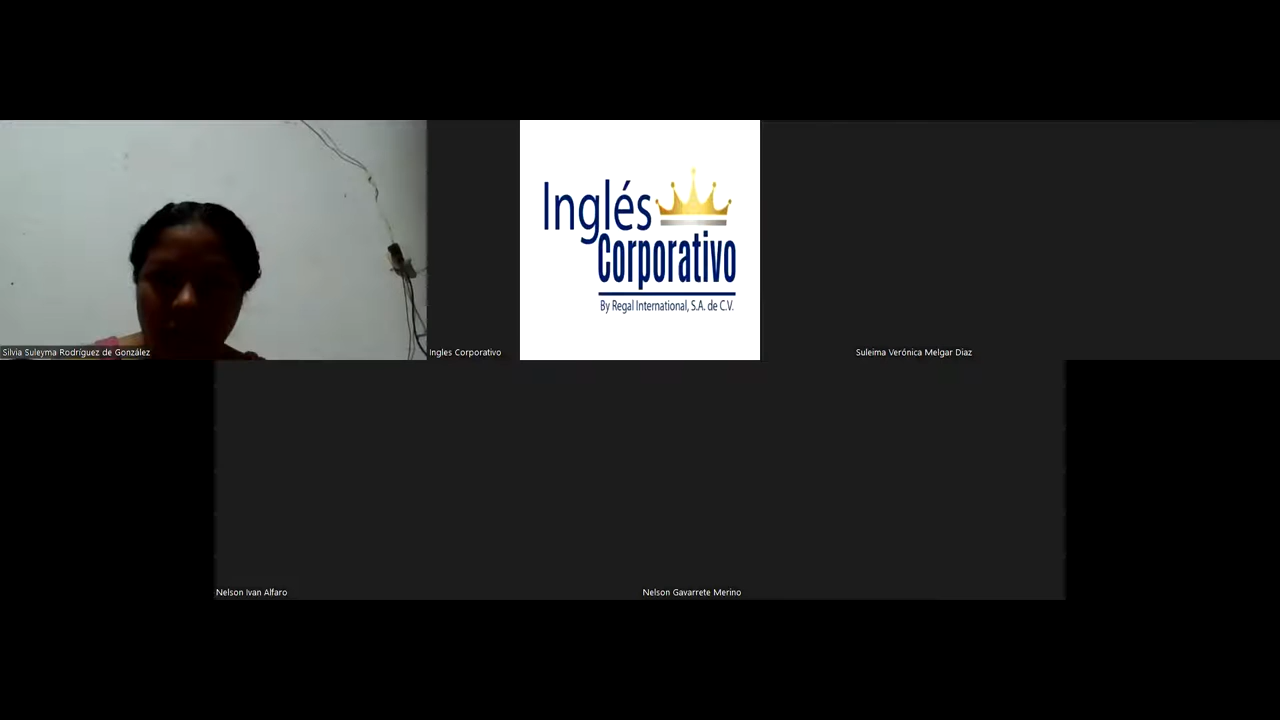 Inglés
Corporativo
By Regal International, S.A. de C.V.
Silvia Suleyma Rodríguez de González
Ingles Corporativo
Suleima Verónica Melgar Diaz
Nelson Ivan Alfaro
Nelson Gavarrete Merino